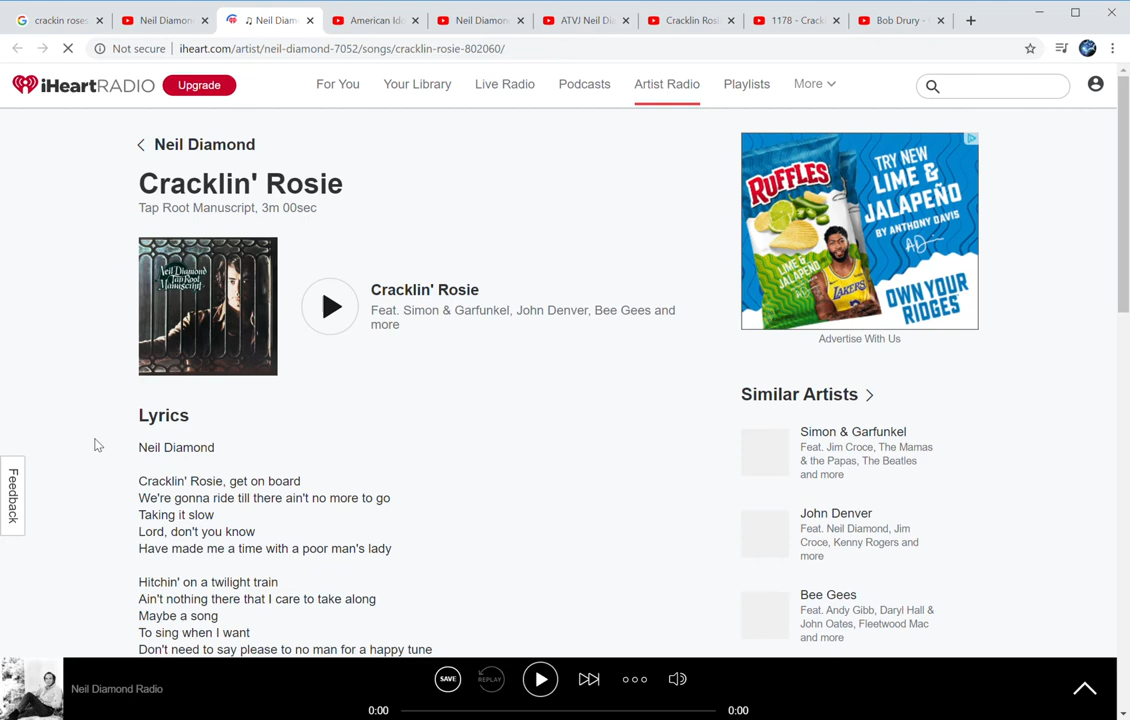 crackin roses
Neil Diamon
Neil Diam
American Ido
Neil Diamon
ATVJ Neil Dia
Cracklin Ros
1178 - Crack
Bob Drury -
Not secure
iheart.com/artist/neil-diamond-7052/songs/cracklin-rosie-802060/
iHeartRADIO
Upgrade
For You
Your Library
Live Radio
Podcasts
Artist Radio
Playlists
More
Neil Diamond
Cracklin' Rosie
Tap Root Manuscript, 3m 00sec
Neil Diamond
Tap Root
Manuscript
Cracklin' Rosie
Feat. Simon & Garfunkel, John Denver, Bee Gees and
more
Lyrics
Neil Diamond
Cracklin' Rosie, get on board
We're gonna ride till there ain't no more to go
Taking it slow
Lord, don't you know
Have made me a time with a poor man's lady
Hitchin' on a twilight train
Ain't nothing there that I care to take along
Maybe a song
To sing when I want
Don't need to say please to no man for a happy tune
RUFFLES
LIME & JALAPEÑO
TRY NEW
LIME &
JALAPEÑO
BY ANTHONY DAVIS
LAKERS
OWN YOUR
RIDGES
Advertise With Us
Similar Artists
Simon & Garfunkel
Feat. Jim Croce, The Mamas
& the Papas, The Beatles
and more
John Denver
Feat. Neil Diamond, Jim
Croce, Kenny Rogers and
more
Bee Gees
Feat. Andy Gibb, Daryl Hall &
John Oates, Fleetwood Mac
and more
Feedback
Neil Diamond Radio
SAVE
REPLAY
0:00
0:00